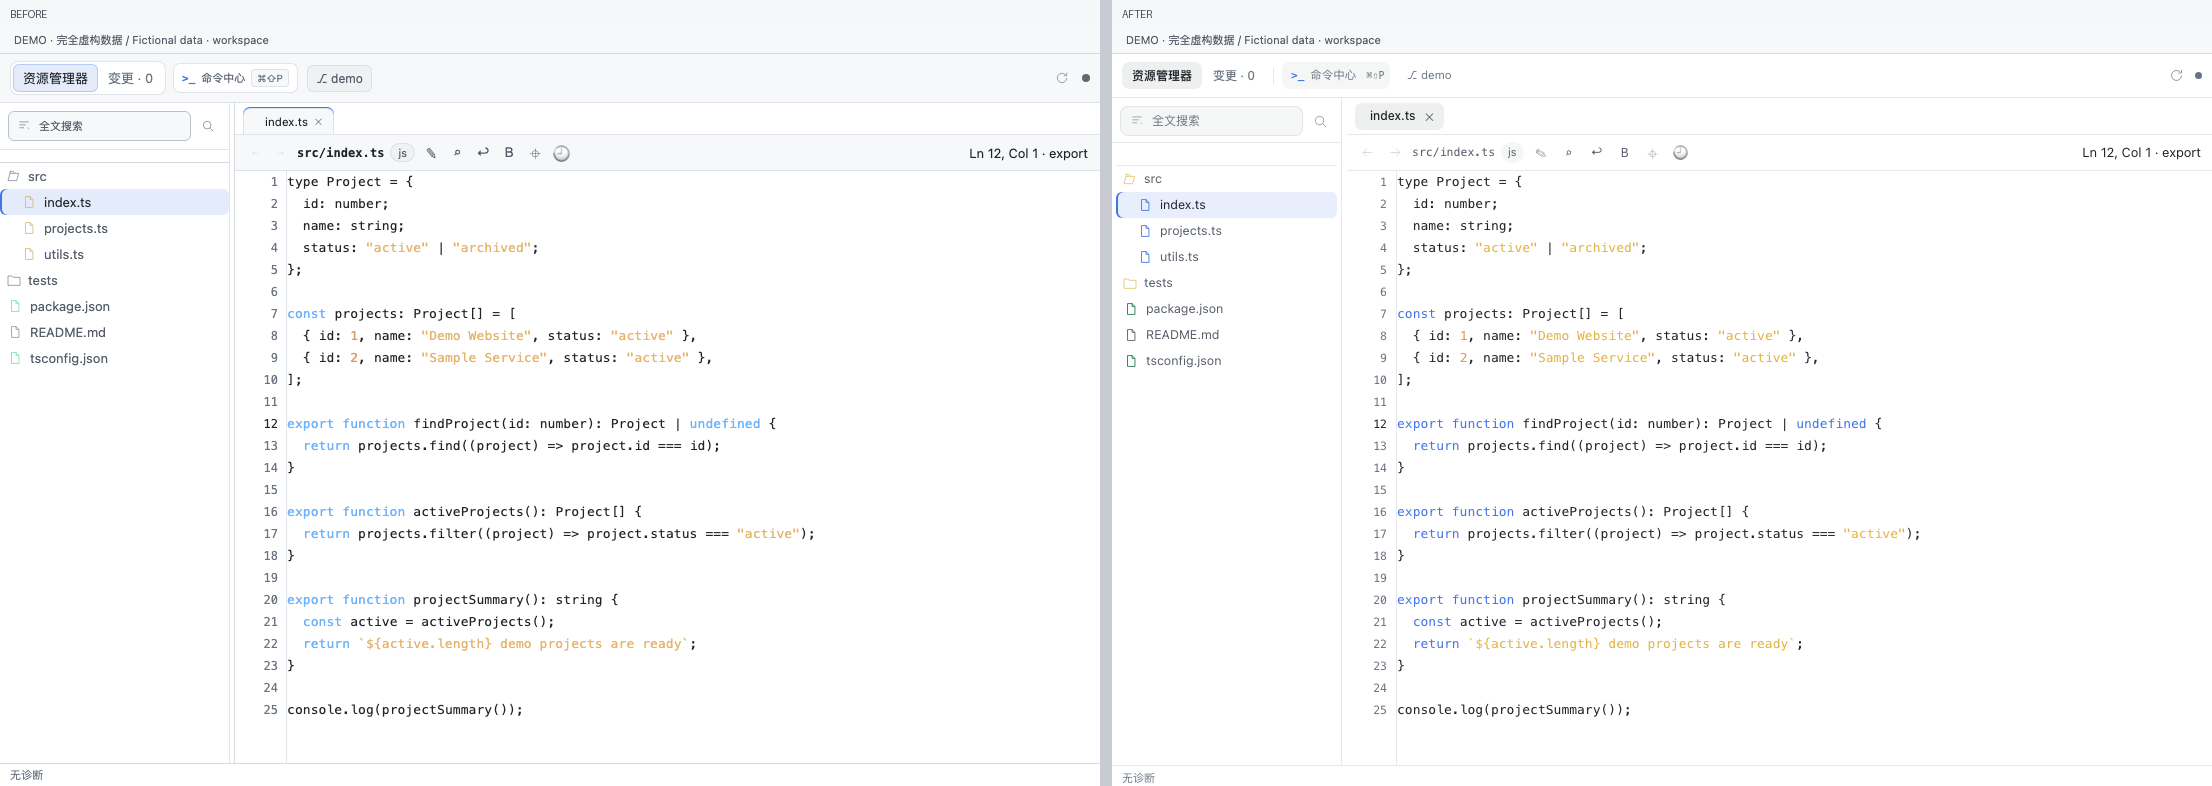 BEFORE
DEMO · 完全虚构数据 / Fictional data · workspace
资源管理器 变更 · 0 >_ 命令中心 ⌘⇧P ⎇ demo
全文搜索
src
index.ts
projects.ts
utils.ts
tests
package.json
README.md
tsconfig.json
index.ts ×
← → src/index.ts js ✎ ⌕ ↩ B ⌖ Ln 12, Col 1 · export
1 type Project = {
2   id: number;
3   name: string;
4   status: "active" | "archived";
5 };
6
7 const projects: Project[] = [
8   { id: 1, name: "Demo Website", status: "active" },
9   { id: 2, name: "Sample Service", status: "active" },
10 ];
11
12 export function findProject(id: number): Project | undefined {
13   return projects.find((project) => project.id === id);
14 }
15
16 export function activeProjects(): Project[] {
17   return projects.filter((project) => project.status === "active");
18 }
19
20 export function projectSummary(): string {
21   const active = activeProjects();
22   return `${active.length} demo projects are ready`;
23 }
24
25 console.log(projectSummary());
无诊断
AFTER
DEMO · 完全虚构数据 / Fictional data · workspace
资源管理器 变更 · 0 >_ 命令中心 ⌘⇧P ⎇ demo
全文搜索
src
index.ts
projects.ts
utils.ts
tests
package.json
README.md
tsconfig.json
index.ts ×
← → src/index.ts js ✎ ⌕ ↩ B ⌖ Ln 12, Col 1 · export
1 type Project = {
2   id: number;
3   name: string;
4   status: "active" | "archived";
5 };
6
7 const projects: Project[] = [
8   { id: 1, name: "Demo Website", status: "active" },
9   { id: 2, name: "Sample Service", status: "active" },
10 ];
11
12 export function findProject(id: number): Project | undefined {
13   return projects.find((project) => project.id === id);
14 }
15
16 export function activeProjects(): Project[] {
17   return projects.filter((project) => project.status === "active");
18 }
19
20 export function projectSummary(): string {
21   const active = activeProjects();
22   return `${active.length} demo projects are ready`;
23 }
24
25 console.log(projectSummary());
无诊断